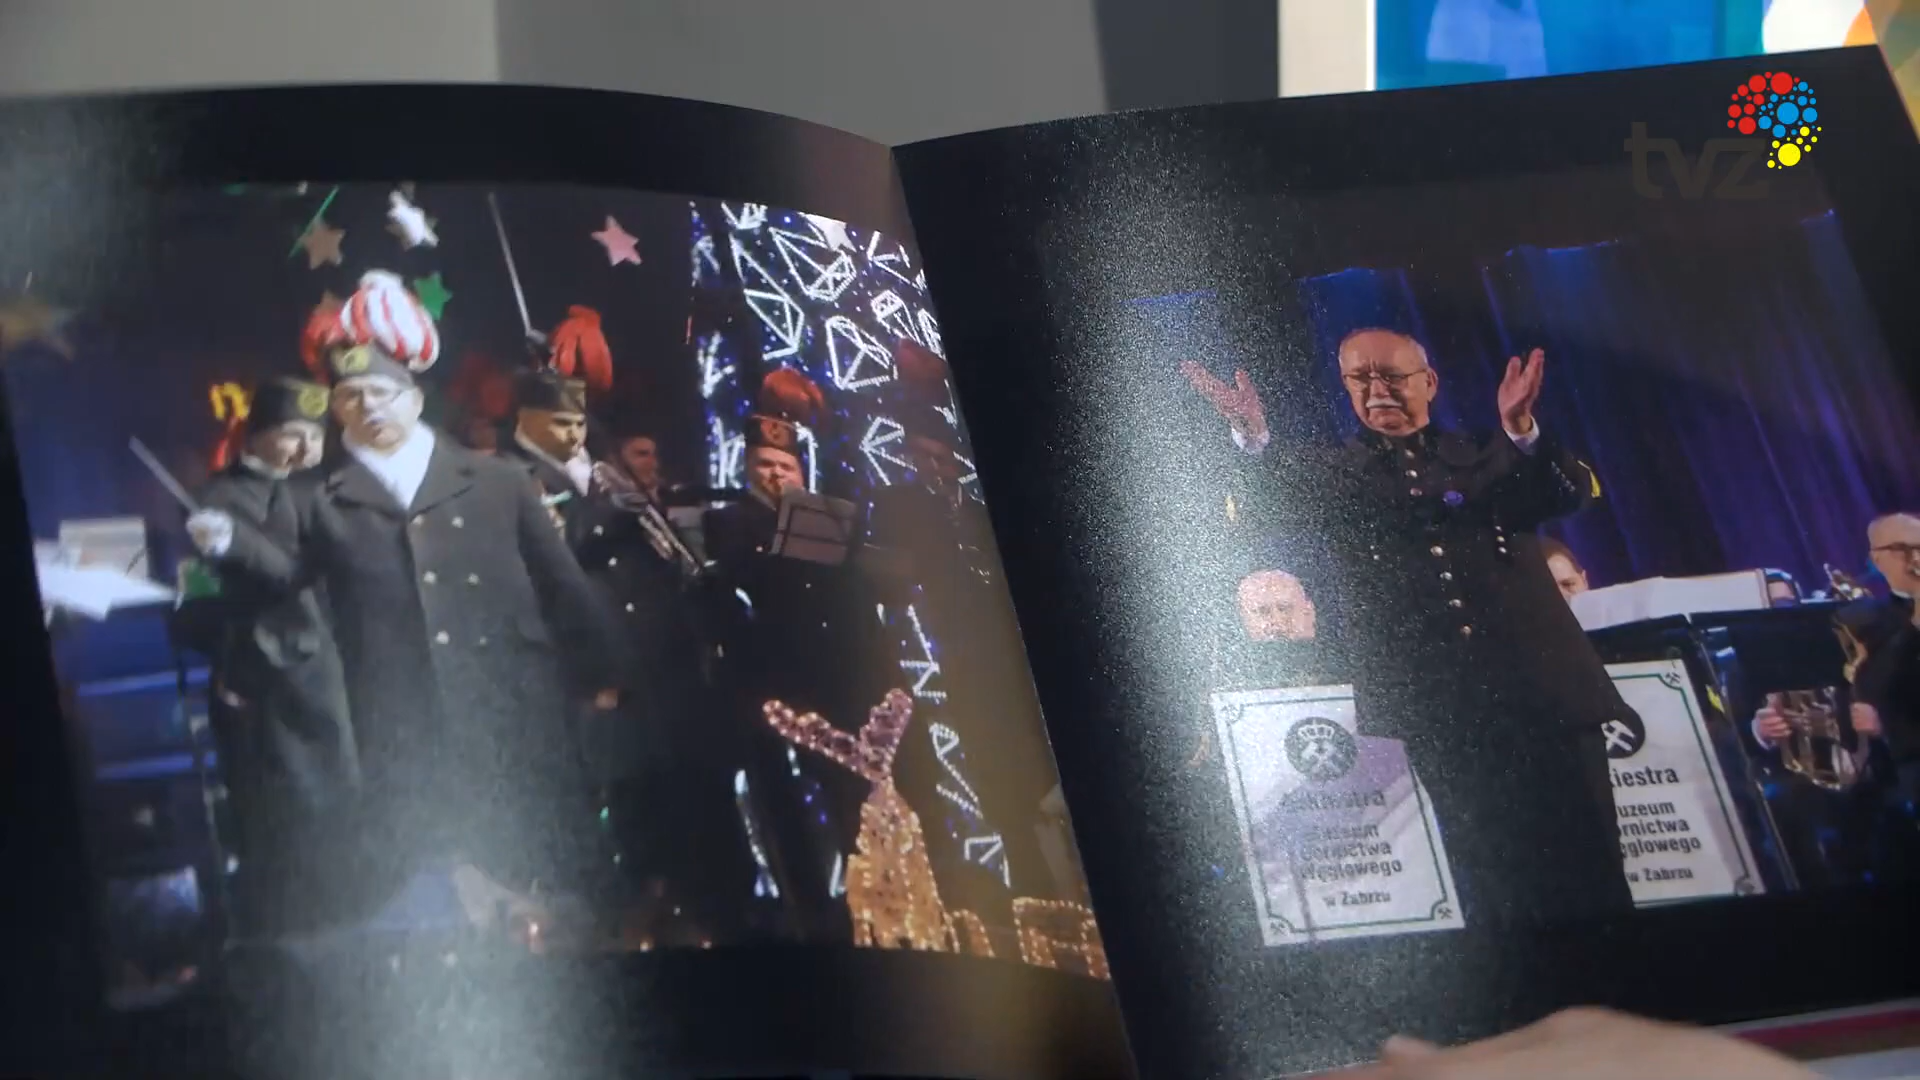 tvz
Orkiestra
Muzeum
Górnictwa
Węglowego
w Zabrzu
kiestra
uzeum
rnictwa
ęglowego
w Zabrzu